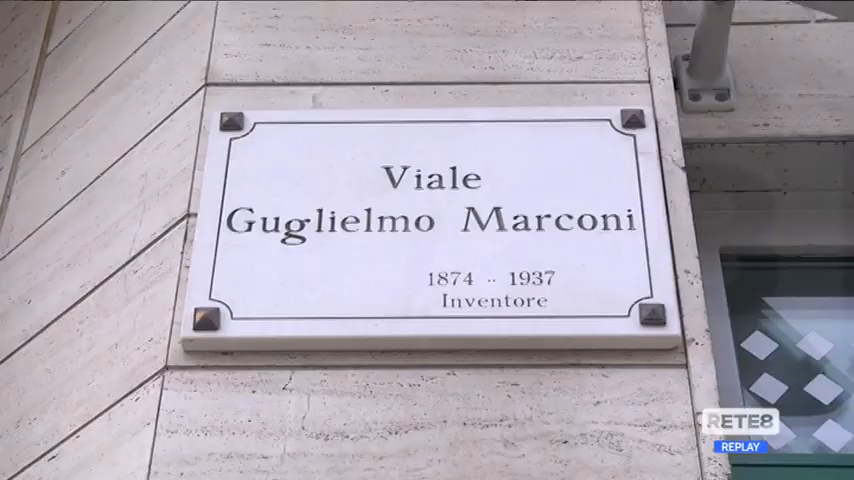 Viale
Guglielmo Marconi
1874 -- 1937
Inventore
RETE8
REPLAY